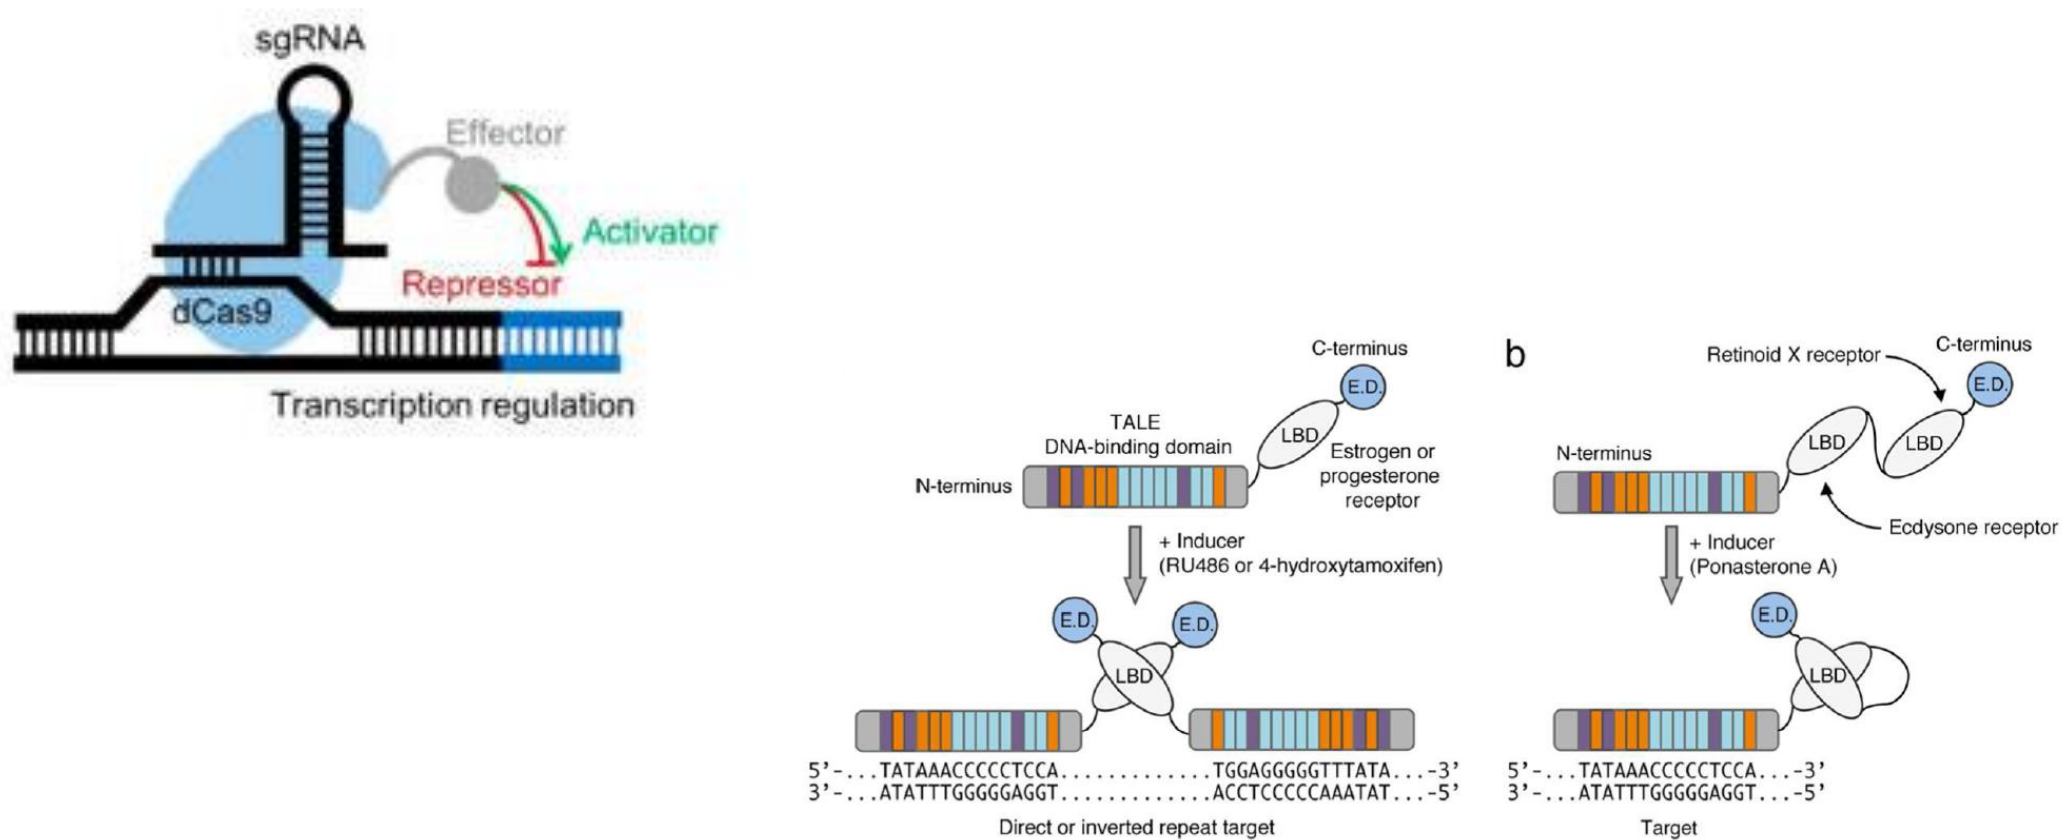 sgRNA
Effector
Activator
Repressor
dCas9
Transcription regulation
C-terminus
E.D.
TALE
DNA-binding domain
LBD
Estrogen or
progesterone
receptor
N-terminus
+ Inducer
(RU486 or 4-hydroxytamoxifen)
E.D.
E.D.
LBD
5’-...TATAAACCCCCTCCA.............TGGAGGGGGTTTATA...-3’
3’-...ATATTTGGGGGAGGT.............ACCTCCCCCAAATAT...-5’
Direct or inverted repeat target
b
Retinoid X receptor
C-terminus
E.D.
N-terminus
LBD
LBD
Ecdysone receptor
+ Inducer
(Ponasterone A)
E.D.
LBD
5’-...TATAAACCCCCTCCA...-3’
3’-...ATATTTGGGGGAGGT...-5’
Target